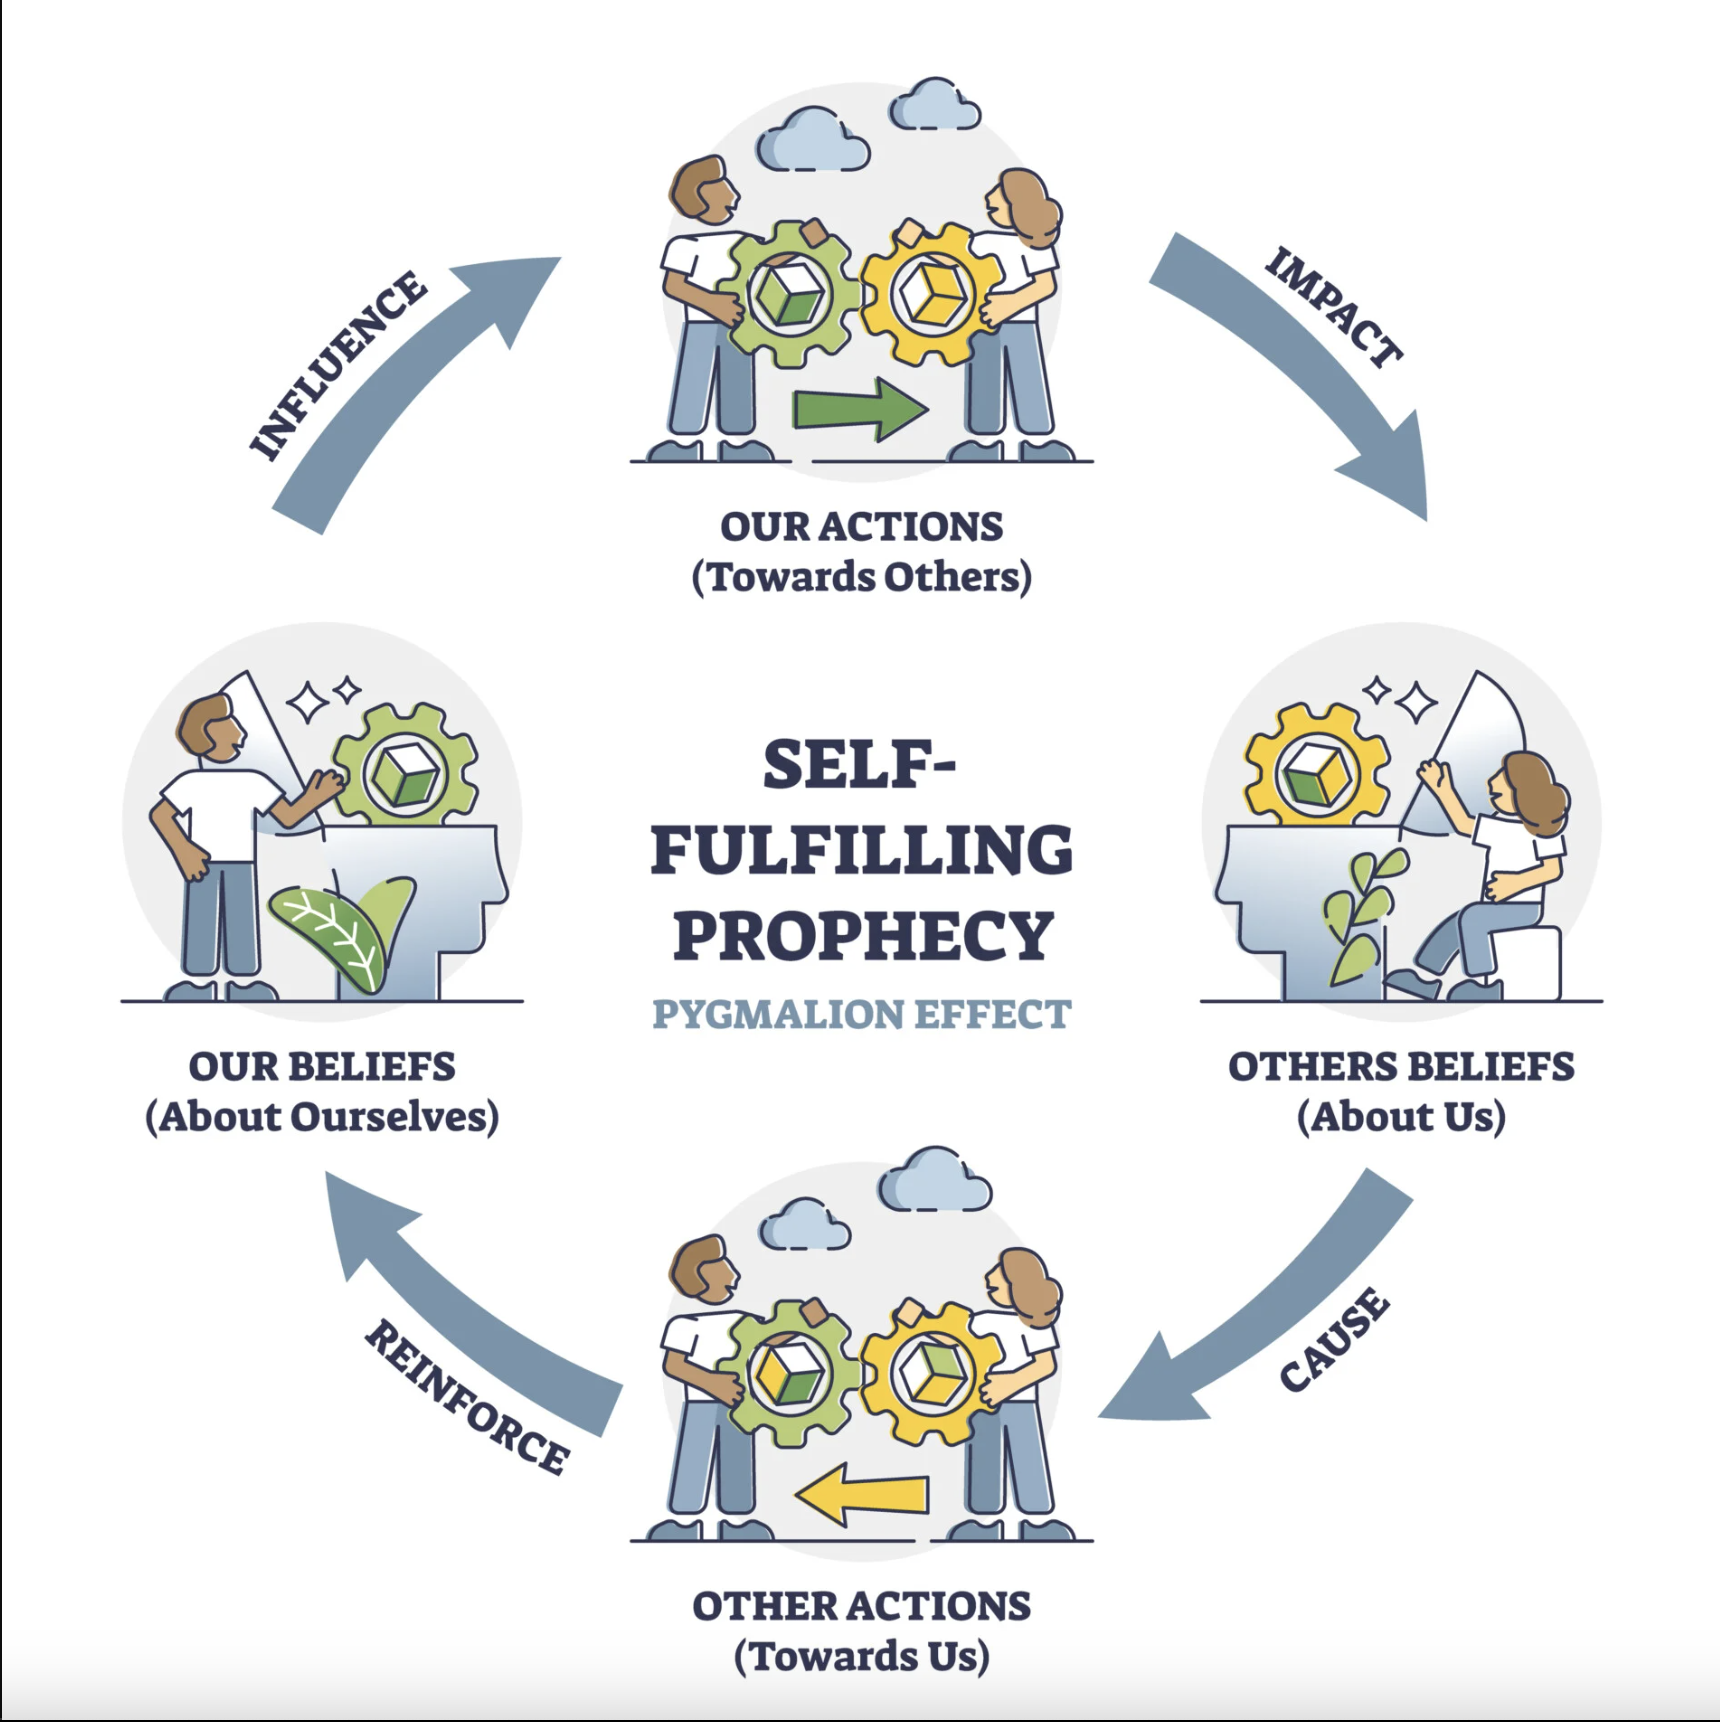 INFLUENCE
IMPACT
OUR ACTIONS
(Towards Others)
SELF-
FULFILLING
PROPHECY
PYGMALION EFFECT
OUR BELIEFS
(About Ourselves)
OTHERS BELIEFS
(About Us)
REINFORCE
CAUSE
OTHER ACTIONS
(Towards Us)